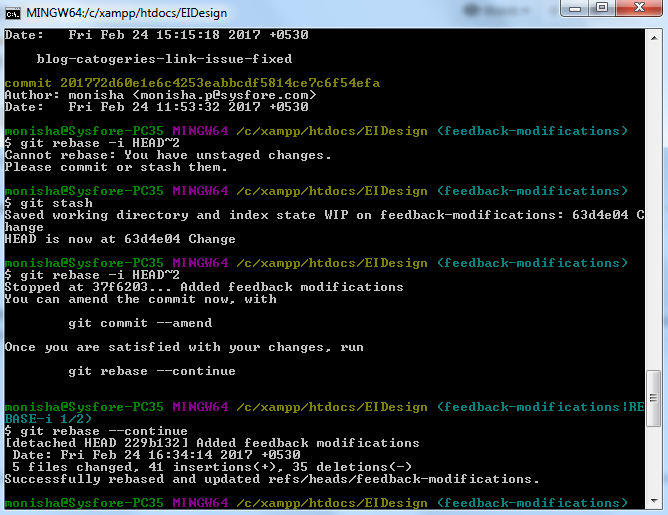 MINGW64:/c/xampp/htdocs/EIDesign
Date:   Fri Feb 24 15:15:18 2017 +0530
blog-catogeries-link-issue-fixed
commit 201772d60e1e6c4253eabbcdf5814ce7c6f54efa
Author: monisha <monisha.p@sysfore.com>
Date:   Fri Feb 24 11:53:32 2017 +0530
monisha@Sysfore-PC35 MINGW64 /c/xampp/htdocs/EIDesign (feedback-modifications)
$ git rebase -i HEAD~2
Cannot rebase: You have unstaged changes.
Please commit or stash them.
monisha@Sysfore-PC35 MINGW64 /c/xampp/htdocs/EIDesign (feedback-modifications)
$ git stash
Saved working directory and index state WIP on feedback-modifications: 63d4e04 C
hange
HEAD is now at 63d4e04 Change
monisha@Sysfore-PC35 MINGW64 /c/xampp/htdocs/EIDesign (feedback-modifications)
$ git rebase -i HEAD~2
Stopped at 37f6203... Added feedback modifications
You can amend the commit now, with
git commit --amend
Once you are satisfied with your changes, run
git rebase --continue
monisha@Sysfore-PC35 MINGW64 /c/xampp/htdocs/EIDesign (feedback-modifications|RE
BASE-i 1/2)
$ git rebase --continue
[detached HEAD 229b132] Added feedback modifications
Date: Fri Feb 24 16:34:14 2017 +0530
5 files changed, 41 insertions(+), 35 deletions(-)
Successfully rebased and updated refs/heads/feedback-modifications.
monisha@Sysfore-PC35 MINGW64 /c/xampp/htdocs/EIDesign (feedback-modifications)